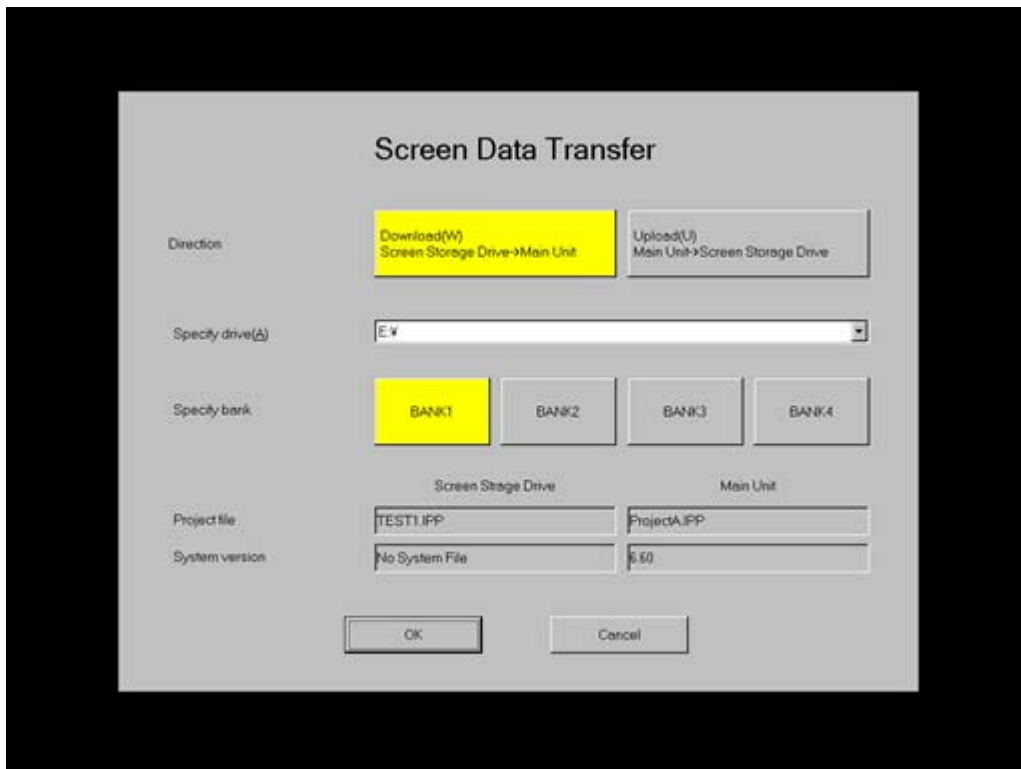 Screen Data Transfer
Direction
Download(W)
Screen Storage Drive->Main Unit
Upload(U)
Main Unit->Screen Storage Drive
Specify drive(A)
E:¥
Specify bank
BANK1
BANK2
BANK3
BANK4
Screen Strage Drive
Main Unit
Project file
TEST1.IPP
ProjectA.IPP
System version
No System File
6.60
OK
Cancel